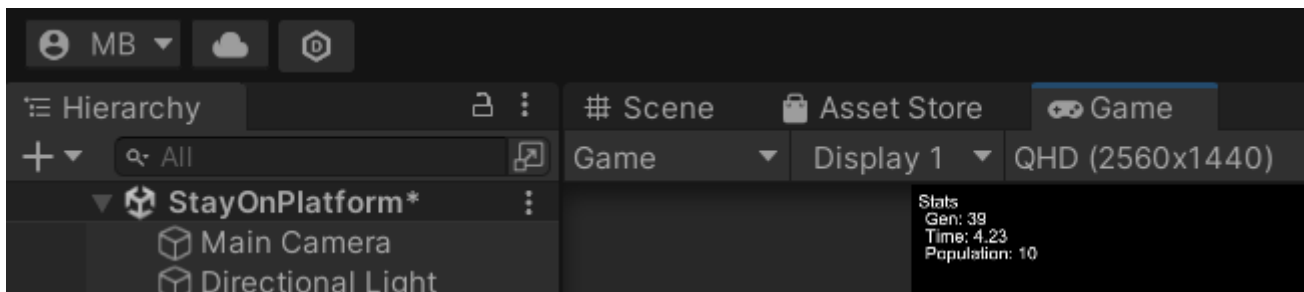 MB
Hierarchy
# Scene
Asset Store
Game
All
Game
Display 1
QHD (2560x1440)
StayOnPlatform*
Main Camera
Directional Light
Stats
Gen: 39
Time: 4.23
Population: 10